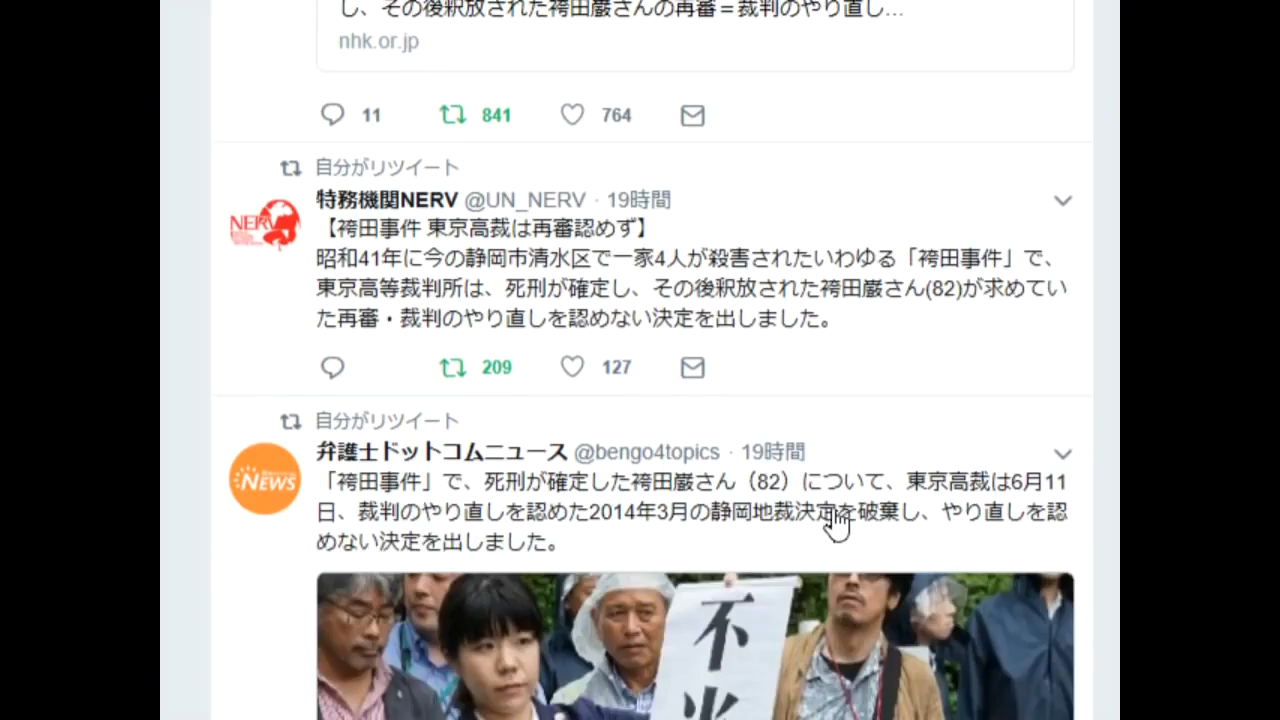 し、その後釈放された袴田巌さんの再審=裁判のやり直し...
nhk.or.jp
11 841 764
自分がリツイート
特務機関NERV @UN_NERV · 19時間
【袴田事件 東京高裁は再審認めず】
昭和41年に今の静岡市清水区で一家4人が殺害されたいわゆる「袴田事件」で、
東京高等裁判所は、死刑が確定し、その後釈放された袴田巌さん(82)が求めてい
た再審・裁判のやり直しを認めない決定を出しました。
209 127
自分がリツイート
弁護士ドットコムニュース @bengo4topics · 19時間
「袴田事件」で、死刑が確定した袴田巌さん（82）について、東京高裁は6月11
日、裁判のやり直しを認めた2014年3月の静岡地裁決定を破棄し、やり直しを認
めない決定を出しました。
NERV
NEWS
不